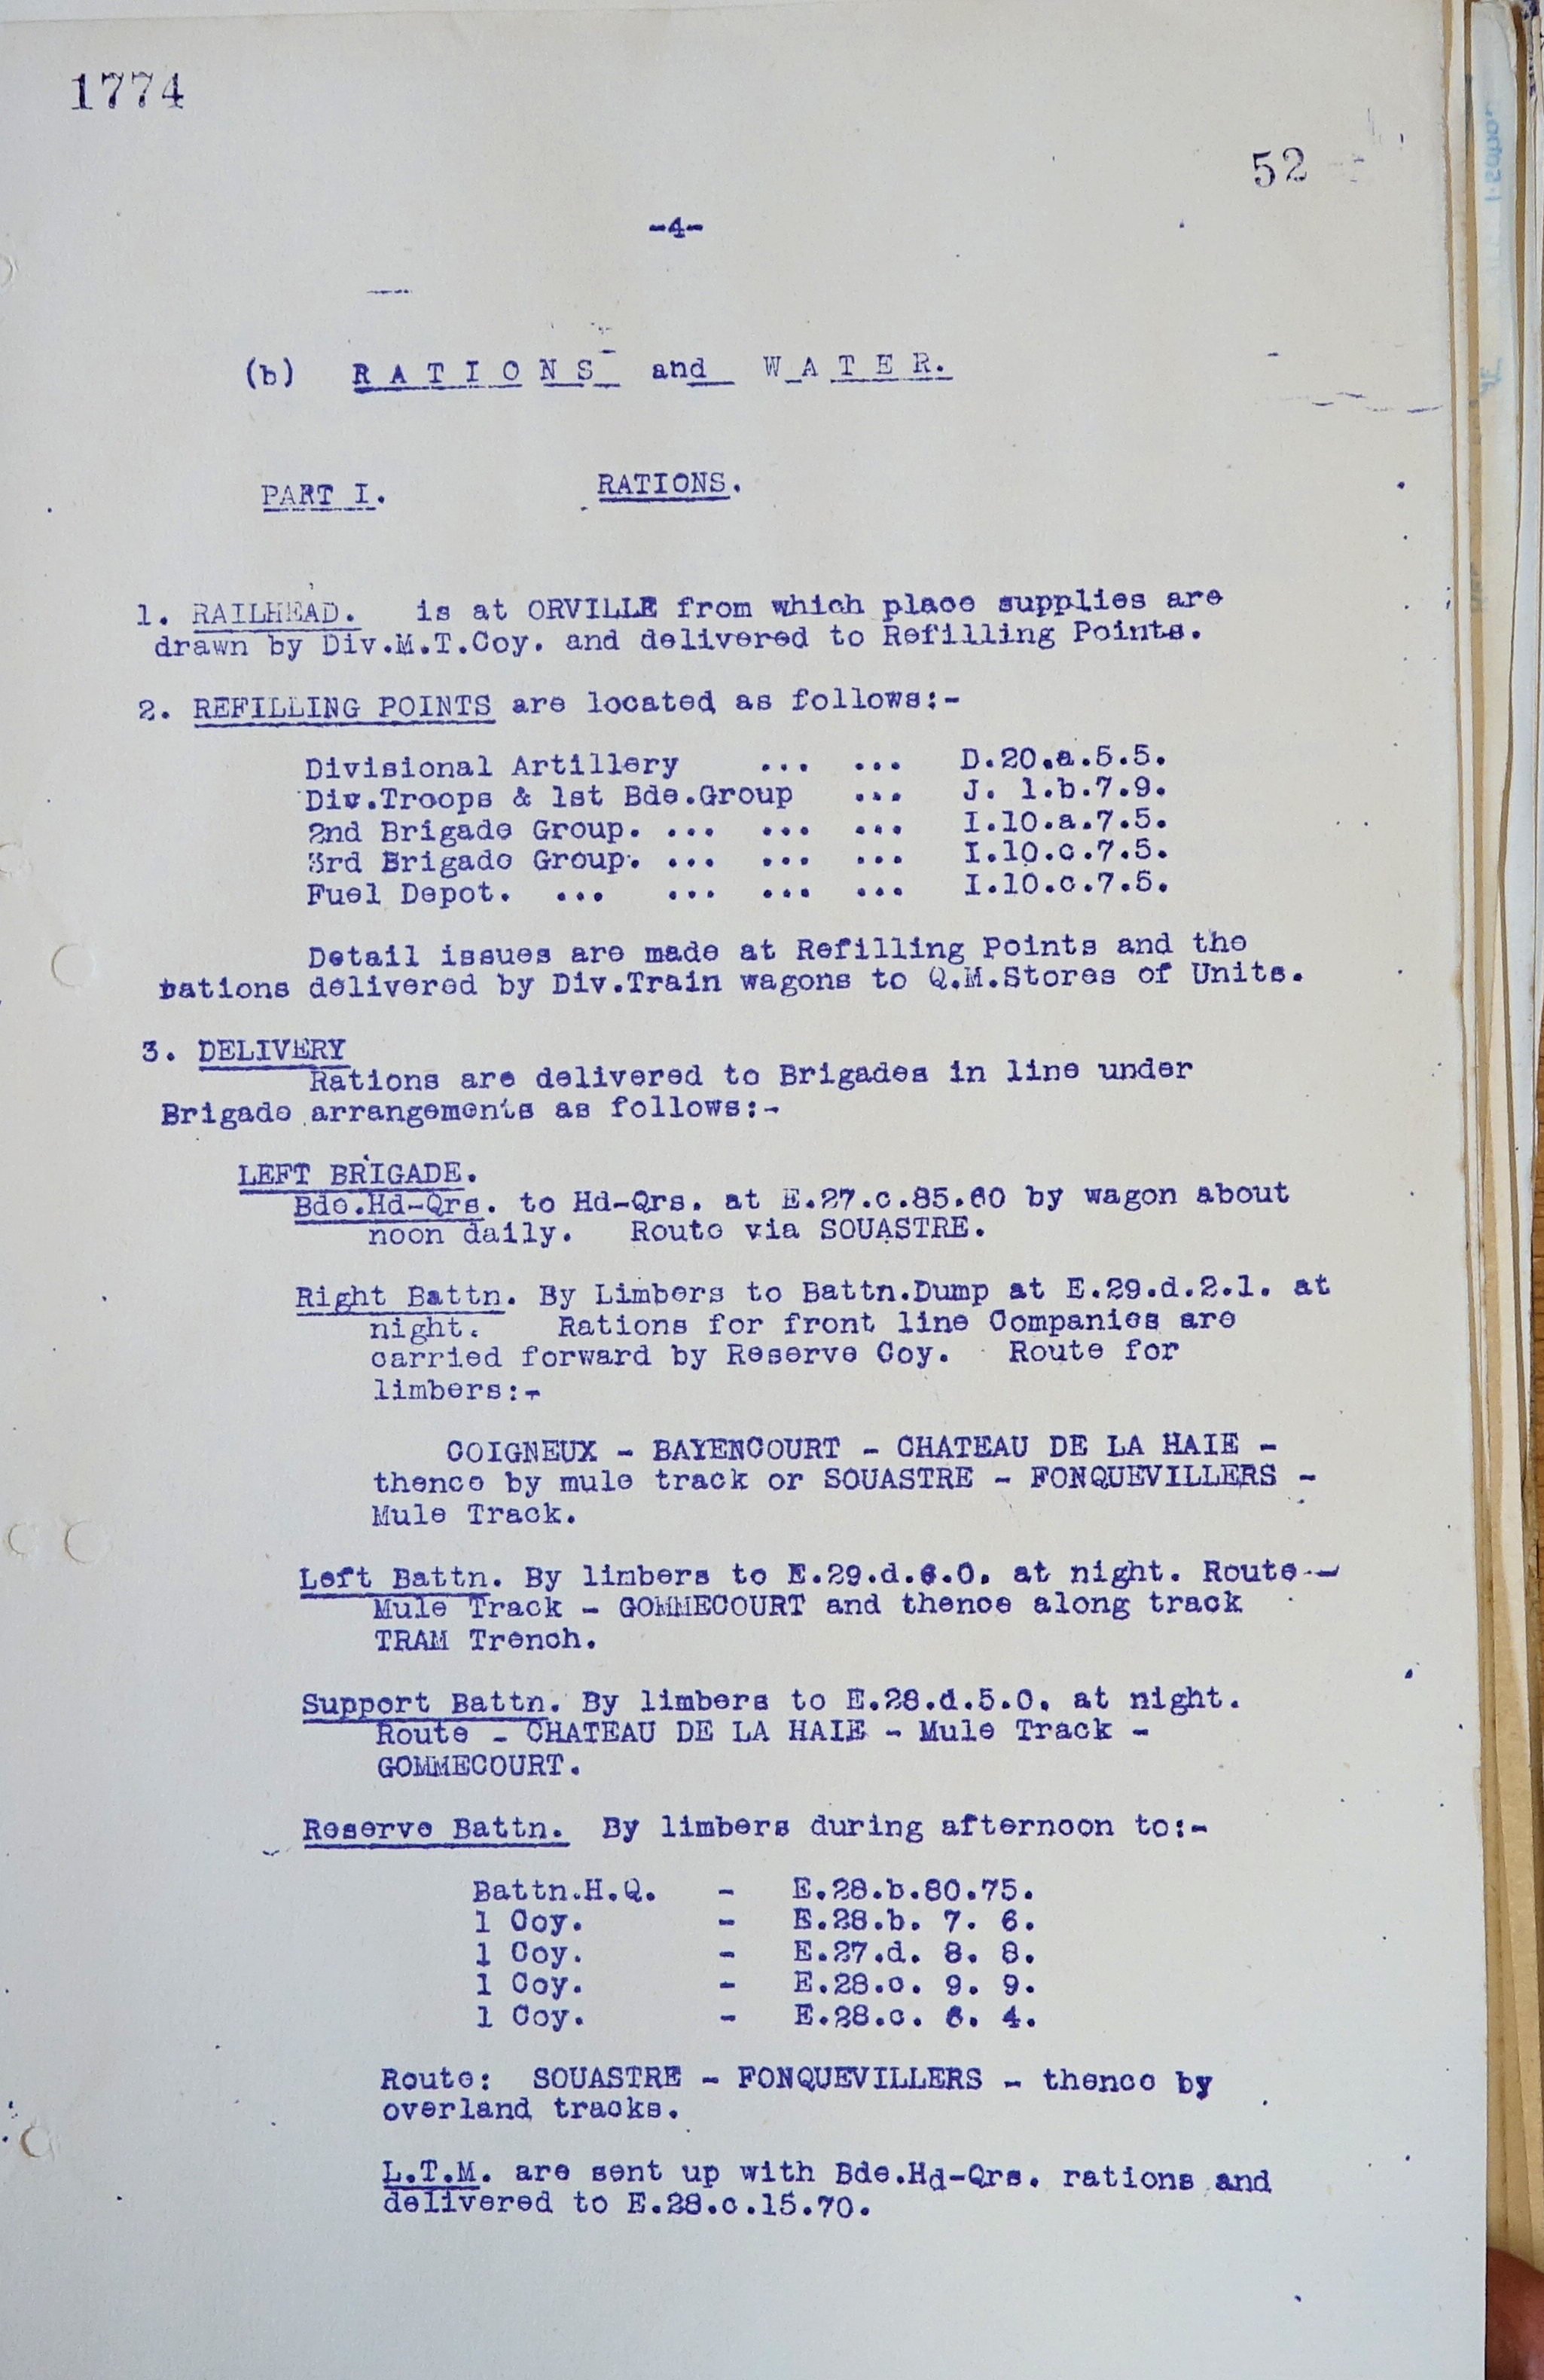 1774
52
-4-
(b) R A T I O N S and W A T E R.
PART I. RATIONS.
1. RAILHEAD. is at ORVILLE from which place supplies are
drawn by Div.M.T.Coy. and delivered to Refilling Points.
2. REFILLING POINTS are located as follows:-
Divisional Artillery ... ... D.20.a.5.5.
Div.Troops & 1st Bde.Group ... J. 1.b.7.9.
2nd Brigade Group. ... ... ... I.10.a.7.5.
3rd Brigade Group. ... ... ... I.10.c.7.5.
Fuel Depot. ... ... ... ... I.10.c.7.5.
Detail issues are made at Refilling Points and the
rations delivered by Div.Train wagons to Q.M.Stores of Units.
3. DELIVERY
Rations are delivered to Brigades in line under
Brigade arrangements as follows:-
LEFT BRIGADE.
Bde.Hd-Qrs. to Hd-Qrs. at E.27.c.85.60 by wagon about
noon daily. Route via SOUASTRE.
Right Battn. By Limbers to Battn.Dump at E.29.d.2.1. at
night. Rations for front line Companies are
carried forward by Reserve Coy. Route for
limbers:-
COIGNEUX - BAYENCOURT - CHATEAU DE LA HAIE -
thence by mule track or SOUASTRE - FONQUEVILLERS -
Mule Track.
Left Battn. By limbers to E.29.d.6.0. at night. Route -
Mule Track - GOMMECOURT and thence along track
TRAM Trench.
Support Battn. By limbers to E.28.d.5.0. at night.
Route - CHATEAU DE LA HAIE - Mule Track -
GOMMECOURT.
Reserve Battn. By limbers during afternoon to:-
Battn.H.Q. - E.28.b.80.75.
1 Coy. - E.28.b. 7. 6.
1 Coy. - E.27.d. 8. 8.
1 Coy. - E.28.c. 9. 9.
1 Coy. - E.28.c. 6. 4.
Route: SOUASTRE - FONQUEVILLERS - thence by
overland tracks.
L.T.M. are sent up with Bde.Hd-Qrs. rations and
delivered to E.28.c.15.70.